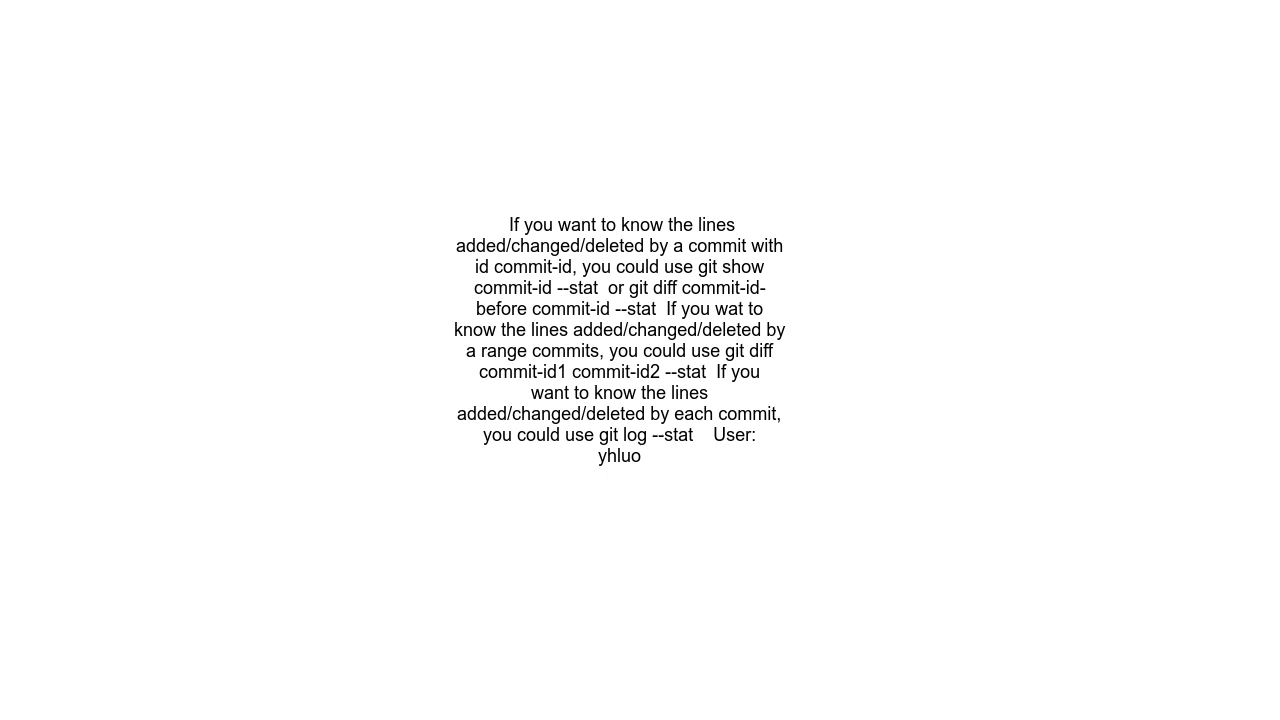 If you want to know the lines
added/changed/deleted by a commit with
id commit-id, you could use git show
commit-id --stat  or git diff commit-id-
before commit-id --stat  If you wat to
know the lines added/changed/deleted by
a range commits, you could use git diff
commit-id1 commit-id2 --stat  If you
want to know the lines
added/changed/deleted by each commit,
you could use git log --stat    User:
yhluo